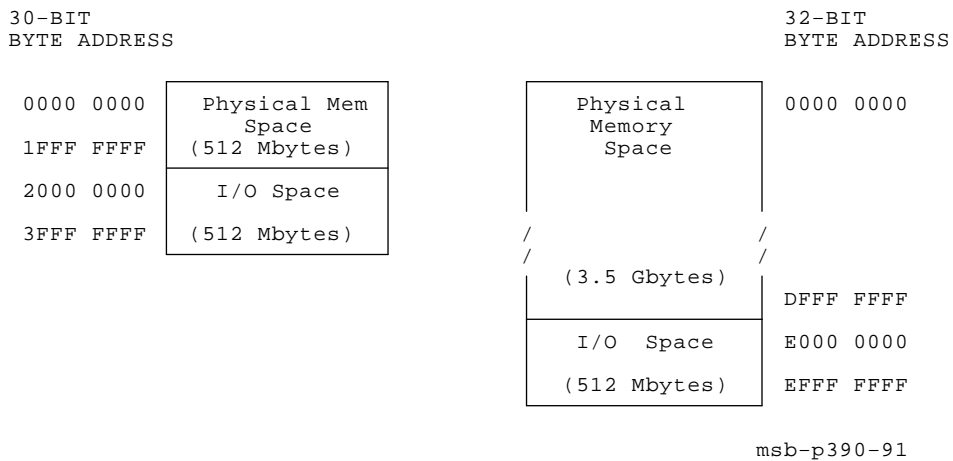 30-BIT
BYTE ADDRESS
32-BIT
BYTE ADDRESS
0000 0000
Physical Mem
Space
1FFF FFFF
(512 Mbytes)
2000 0000
I/O Space
3FFF FFFF
(512 Mbytes)
Physical
Memory
Space
0000 0000
/ /
/ /
(3.5 Gbytes)
DFFF FFFF
I/O Space
E000 0000
(512 Mbytes)
EFFF FFFF
msb-p390-91